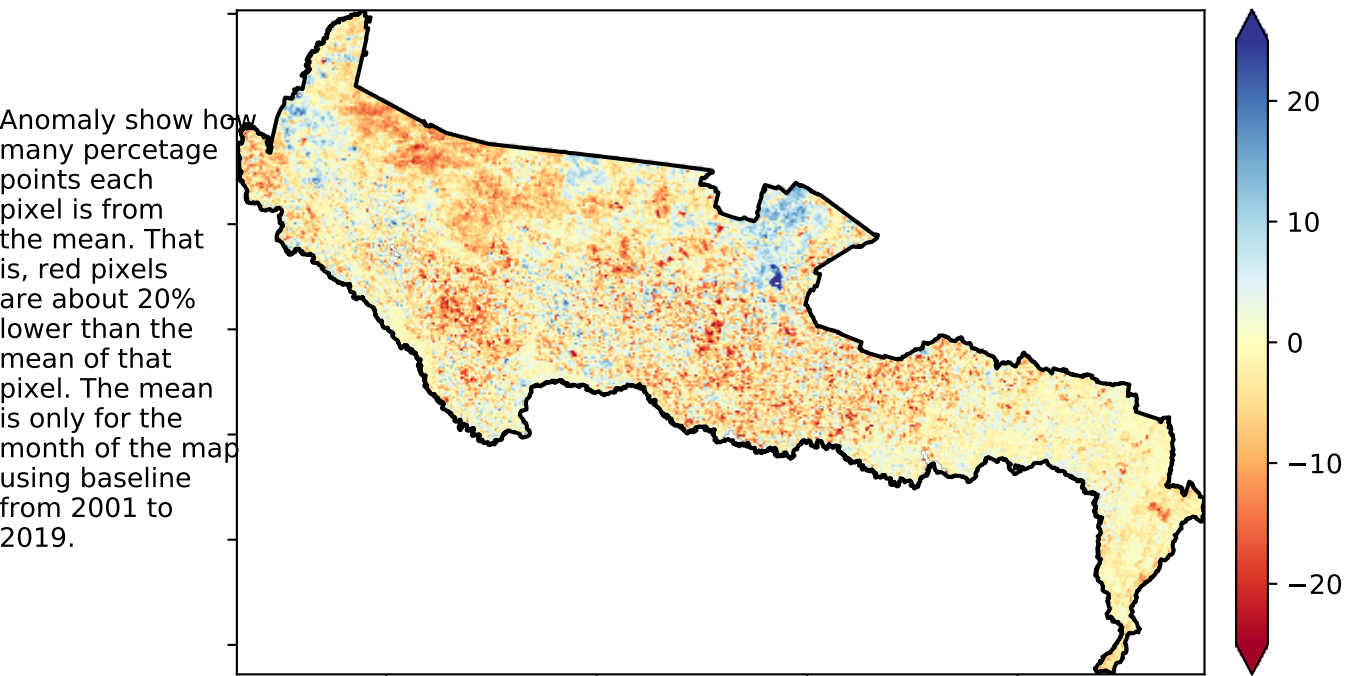 Anomaly show how
many percetage
points each
pixel is from
the mean. That
is, red pixels
are about 20%
lower than the
mean of that
pixel. The mean
is only for the
month of the map
using baseline
from 2001 to
2019.
20
10
0
−10
−20